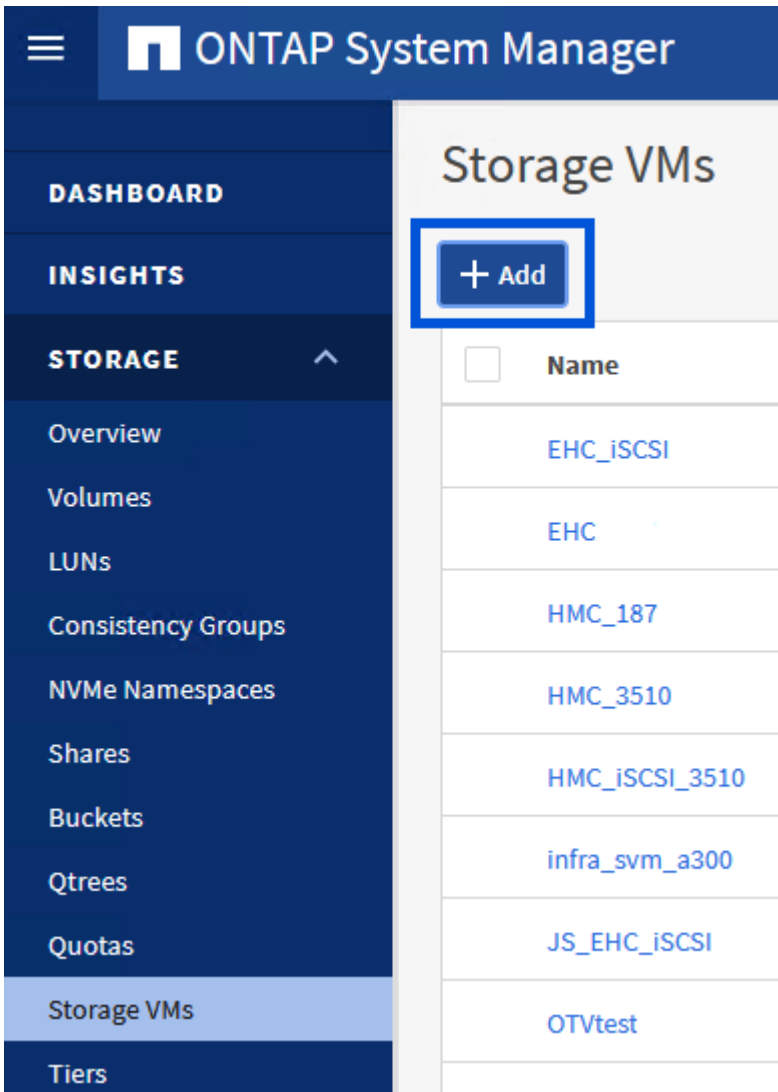 ONTAP System Manager
DASHBOARD
INSIGHTS
STORAGE
Overview
Volumes
LUNs
Consistency Groups
NVMe Namespaces
Shares
Buckets
Qtrees
Quotas
Storage VMs
Tiers
Storage VMs
+ Add
Name
EHC_iSCSI
EHC
HMC_187
HMC_3510
HMC_iSCSI_3510
infra_svm_a300
JS_EHC_iSCSI
OTVtest